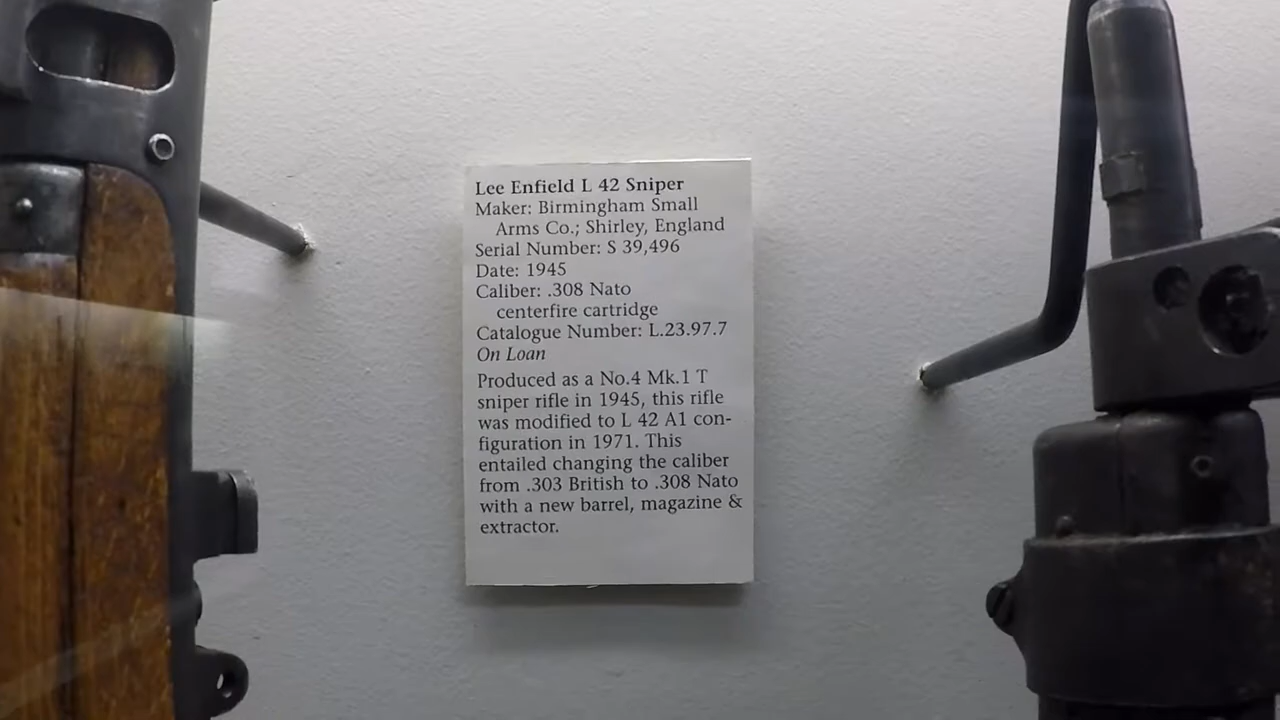 Lee Enfield L 42 Sniper
Maker: Birmingham Small
Arms Co.; Shirley, England
Serial Number: S 39,496
Date: 1945
Caliber: .308 Nato
centerfire cartridge
Catalogue Number: L.23.97.7
On Loan
Produced as a No.4 Mk.1 T
sniper rifle in 1945, this rifle
was modified to L 42 A1 con-
figuration in 1971. This
entailed changing the caliber
from .303 British to .308 Nato
with a new barrel, magazine &
extractor.